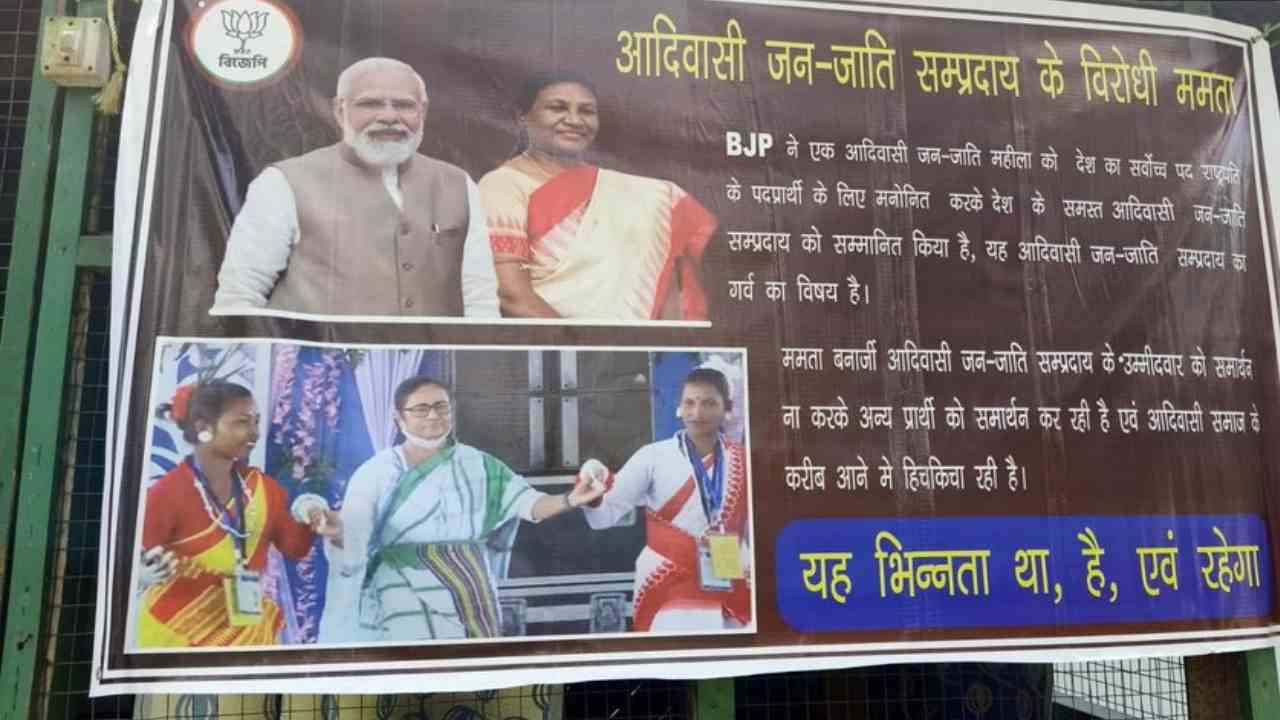 বিজেপি
आदिवासी जन-जाति सम्प्रदाय के विरोधी ममता
BJP ने एक आदिवासी जन-जाति महीला को देश का सर्वोच्च पद राष्ट्रपति
के पदप्रार्थी के लिए मनोनित करके देश के समस्त आदिवासी जन-जाति
सम्प्रदाय को सम्मानित किया है, यह आदिवासी जन-जाति सम्प्रदाय का
गर्व का विषय है।
ममता बनार्जी आदिवासी जन-जाति सम्प्रदाय के उम्मीदवार को समार्थन
ना करके अन्य प्रार्थी को समार्थन कर रही है एवं आदिवासी समाज के
करीब आने मे हिचकिचा रही है।
यह भिन्नता था, है, एवं रहेगा